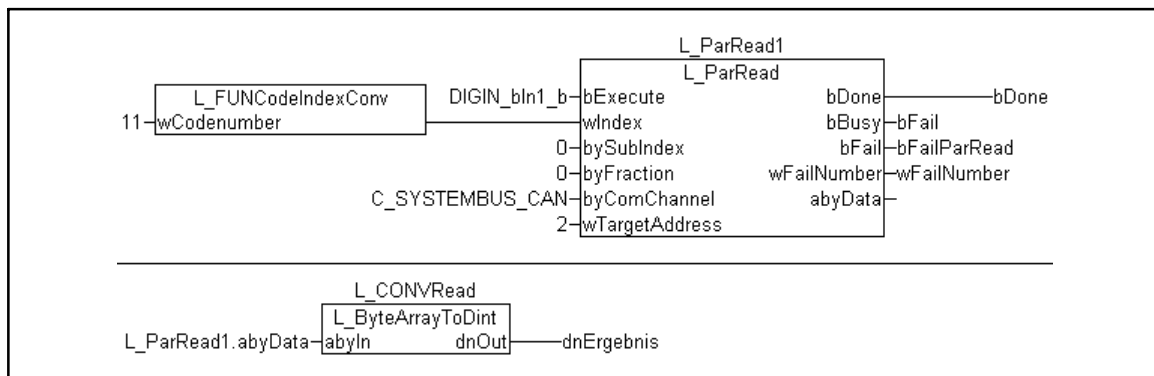 L_ParRead1
L_FUNCodeIndexConv
11 wCodenumber
L_ParRead
DIGIN_bIn1_b bExecute bDone bDone
wIndex bBusy bFail
0 bySubIndex bFail bFailParRead
0 byFraction wFailNumber wFailNumber
C_SYSTEMBUS_CAN byComChannel abyData
2 wTargetAddress
L_CONVRead
L_ByteArrayToDint
L_ParRead1.abyData abyIn dnOut dnErgebnis